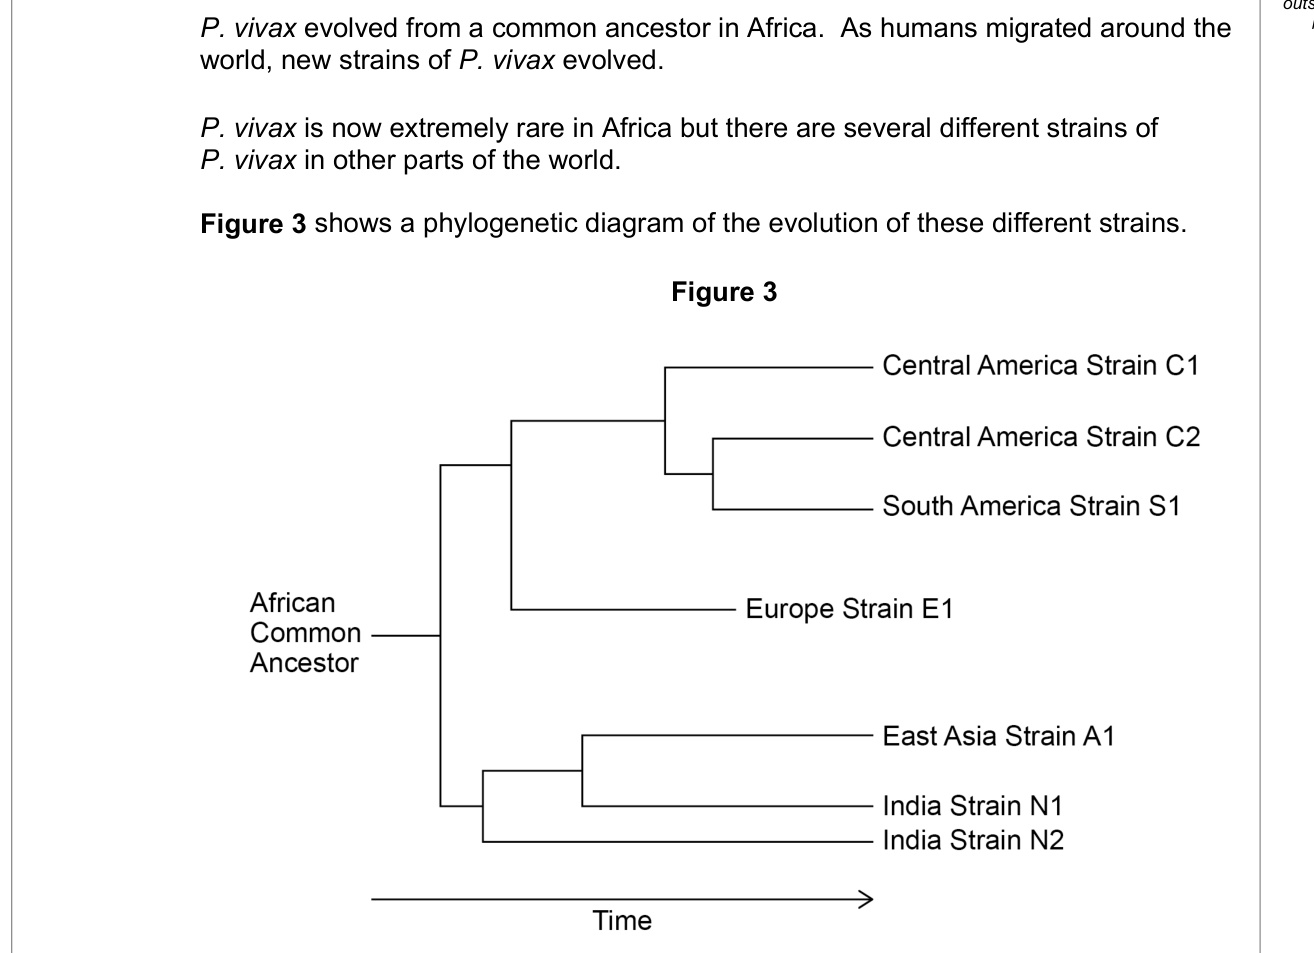 outs
P. vivax evolved from a common ancestor in Africa.  As humans migrated around the
world, new strains of P. vivax evolved.
P. vivax is now extremely rare in Africa but there are several different strains of
P. vivax in other parts of the world.
Figure 3 shows a phylogenetic diagram of the evolution of these different strains.
Figure 3
Central America Strain C1
Central America Strain C2
South America Strain S1
Europe Strain E1
African
Common
Ancestor
East Asia Strain A1
India Strain N1
India Strain N2
Time